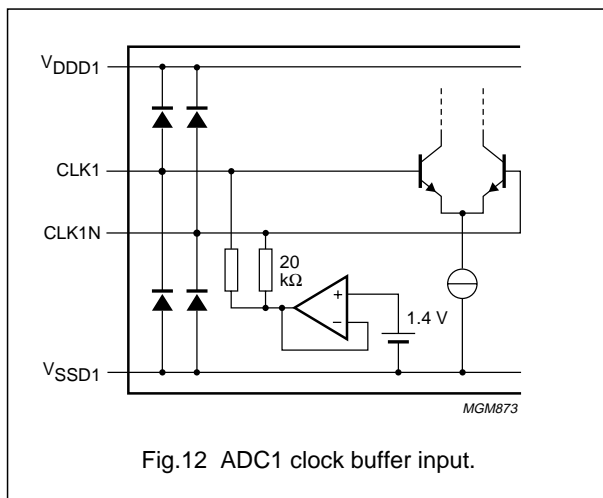 VDDD1
CLK1
CLK1N
20
kΩ
+
−
1.4 V
VSSD1
MGM873
Fig.12 ADC1 clock buffer input.